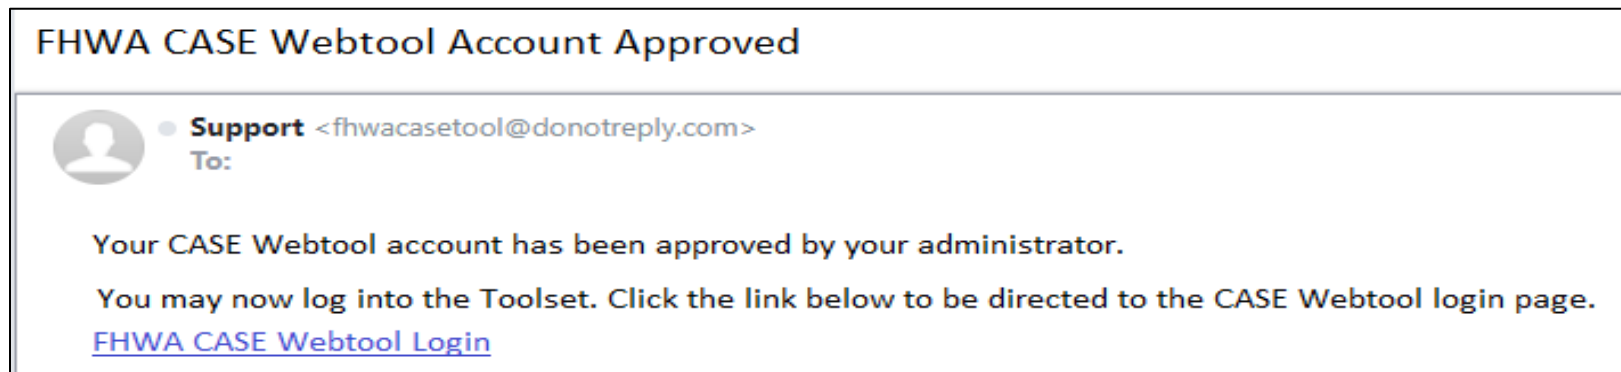 FHWA CASE Webtool Account Approved
Support <fhwacasetool@donotreply.com>
To:
Your CASE Webtool account has been approved by your administrator.
You may now log into the Toolset. Click the link below to be directed to the CASE Webtool login page.
FHWA CASE Webtool Login